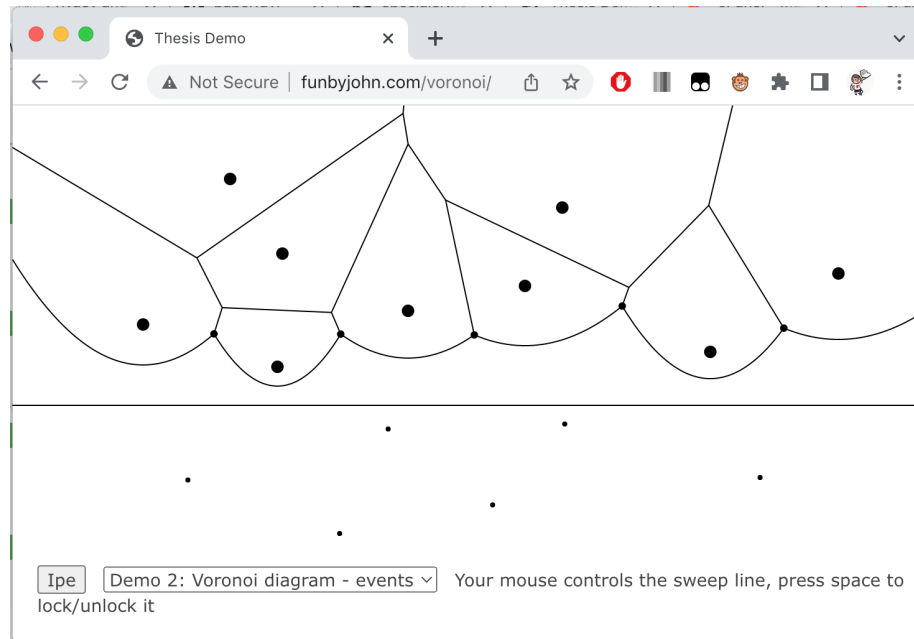 Thesis Demo
Not Secure | funbyjohn.com/voronoi/
Ipe Demo 2: Voronoi diagram - events Your mouse controls the sweep line, press space to
lock/unlock it